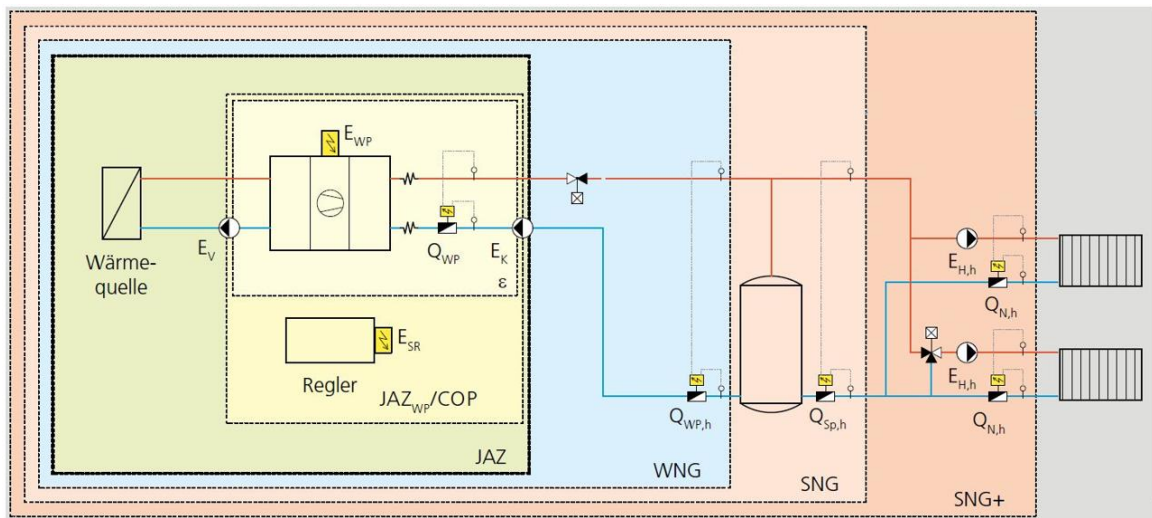 E_WP
E_V
Q_WP
E_K
ε
Wärme-
quelle
E_SR
Regler
JAZ_WP/COP
JAZ
E_H,h
Q_N,h
E_H,h
Q_WP,h
Q_Sp,h
Q_N,h
WNG
SNG
SNG+